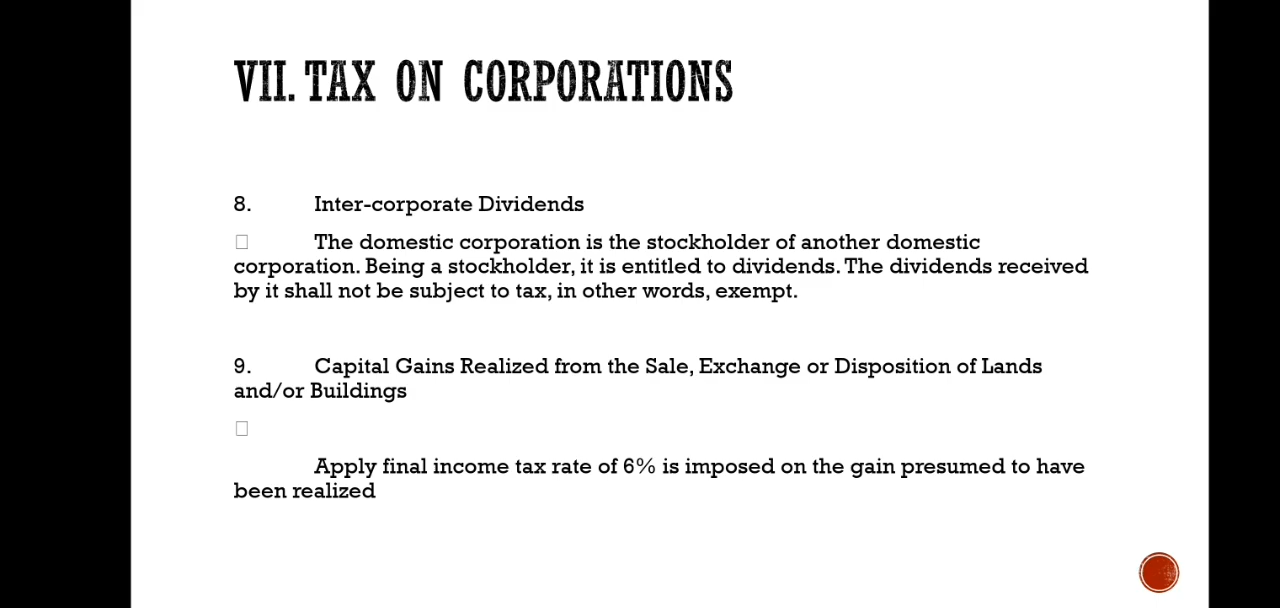 VII. TAX ON CORPORATIONS
8. Inter-corporate Dividends
The domestic corporation is the stockholder of another domestic
corporation. Being a stockholder, it is entitled to dividends. The dividends received
by it shall not be subject to tax, in other words, exempt.
9. Capital Gains Realized from the Sale, Exchange or Disposition of Lands
and/or Buildings
Apply final income tax rate of 6% is imposed on the gain presumed to have
been realized